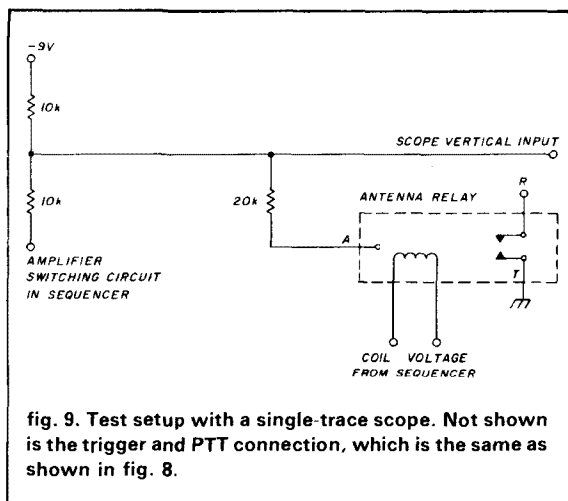 -9V
10k
SCOPE VERTICAL INPUT
10k
20k
ANTENNA RELAY
R
A
T
AMPLIFIER
SWITCHING CIRCUIT
IN SEQUENCER
COIL VOLTAGE
FROM SEQUENCER
fig. 9. Test setup with a single-trace scope. Not shown
is the trigger and PTT connection, which is the same as
shown in fig. 8.